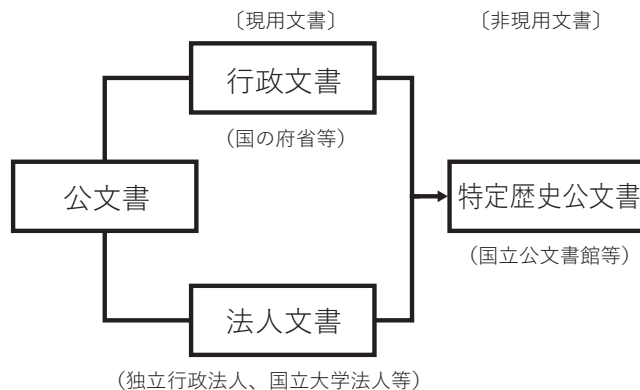 〔現用文書〕
〔非現用文書〕
行政文書
（国の府省等）
公文書
特定歴史公文書
（国立公文書館等）
法人文書
（独立行政法人、国立大学法人等）